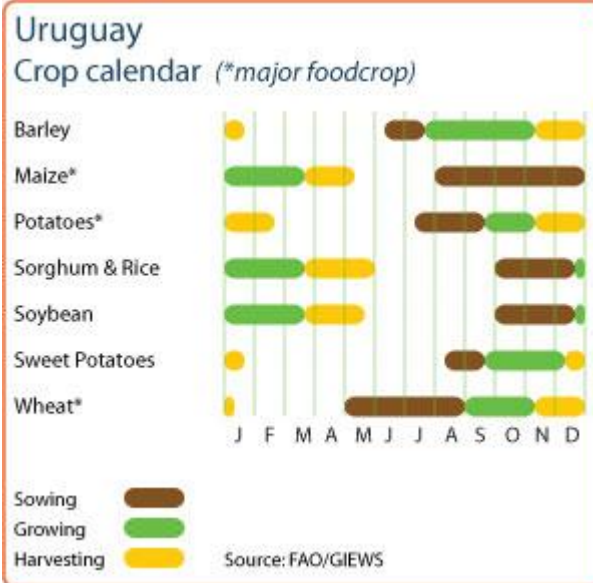 Uruguay
Crop calendar (*major foodcrop)
Barley
Maize*
Potatoes*
Sorghum & Rice
Soybean
Sweet Potatoes
Wheat*
J F M A M J J A S O N D
Sowing
Growing
Harvesting
Source: FAO/GIEWS